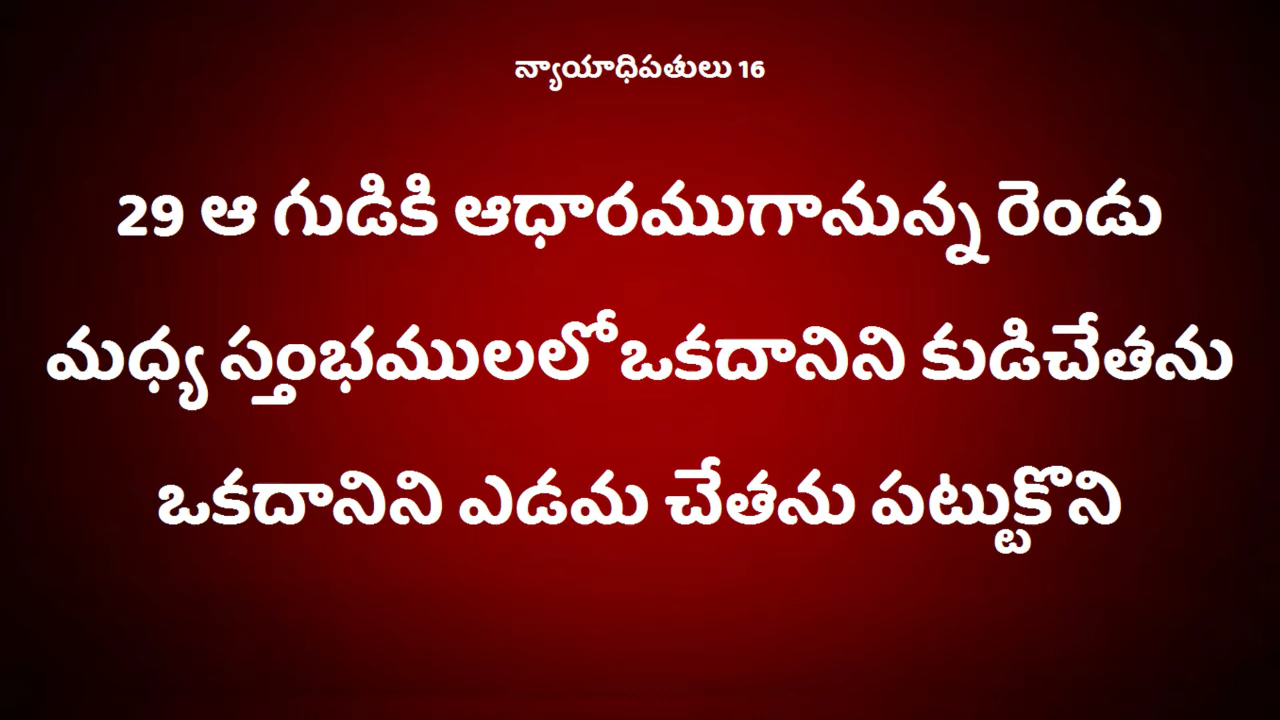 న్యాయాధిపతులు 16
29 ఆ గుడికి ఆధారముగానున్న రెండు
మధ్య స్తంభములలో ఒకదానిని కుడిచేతను
ఒకదానిని ఎడమ చేతను పట్టుకొని